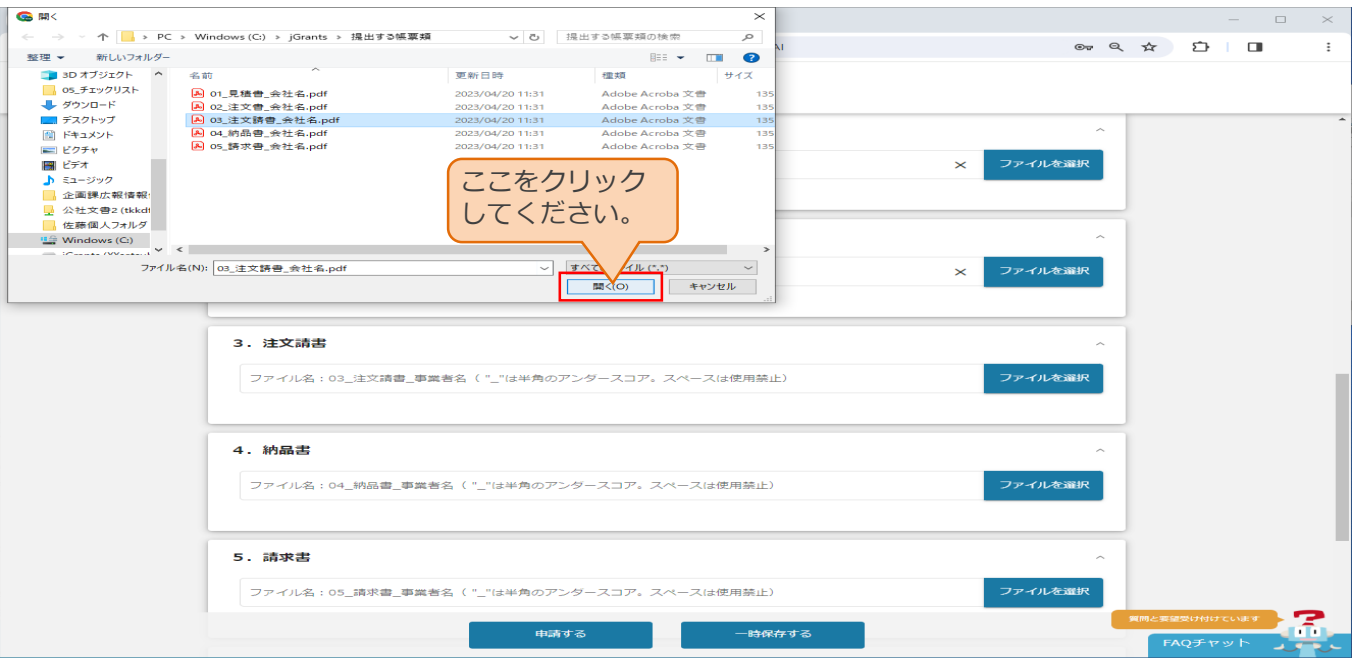 開く
PC > Windows (C:) > jGrants > 提出する帳票類
提出する帳票類の検索
整理 新しいフォルダー
3D オブジェクト
05_チェックリスト
ダウンロード
デスクトップ
ドキュメント
ピクチャ
ビデオ
ミュージック
企画課広報情報
公社文書2 (tkkdf
佐藤個人フォルダ
Windows (C:)
名前 更新日時 種類 サイズ
01_見積書_会社名.pdf 2023/04/20 11:31 Adobe Acroba 文書 135
02_注文書_会社名.pdf 2023/04/20 11:31 Adobe Acroba 文書 135
03_注文請書_会社名.pdf 2023/04/20 11:31 Adobe Acroba 文書 135
04_納品書_会社名.pdf 2023/04/20 11:31 Adobe Acroba 文書 135
05_請求書_会社名.pdf 2023/04/20 11:31 Adobe Acroba 文書 135
ここをクリック
してください。
ファイル名(N): 03_注文請書_会社名.pdf
開く(O) キャンセル
ファイルを選択
ファイルを選択
3．注文請書
ファイル名：03_注文請書_事業者名（ "_"は半角のアンダースコア。スペースは使用禁止）
ファイルを選択
4．納品書
ファイル名：04_納品書_事業者名（ "_"は半角のアンダースコア。スペースは使用禁止）
ファイルを選択
5．請求書
ファイル名：05_請求書_事業者名（ "_"は半角のアンダースコア。スペースは使用禁止）
ファイルを選択
申請する 一時保存する
質問と要望受け付けています
FAQチャット